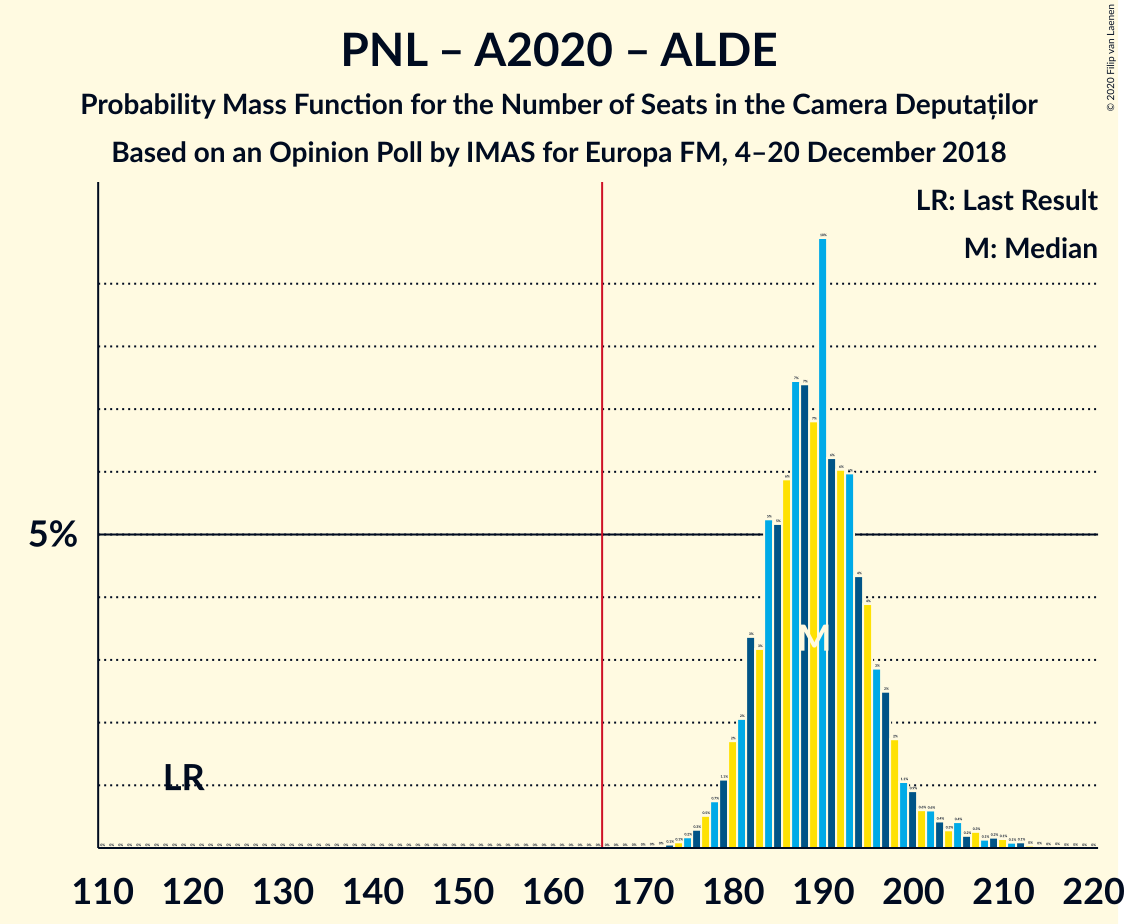 PNL – A2020 – ALDE
Probability Mass Function for the Number of Seats in the Camera Deputaților
Based on an Opinion Poll by IMAS for Europa FM, 4–20 December 2018
© 2020 Filip van Laenen
LR: Last Result
M: Median
5%
LR
M
110 120 130 140 150 160 170 180 190 200 210 220